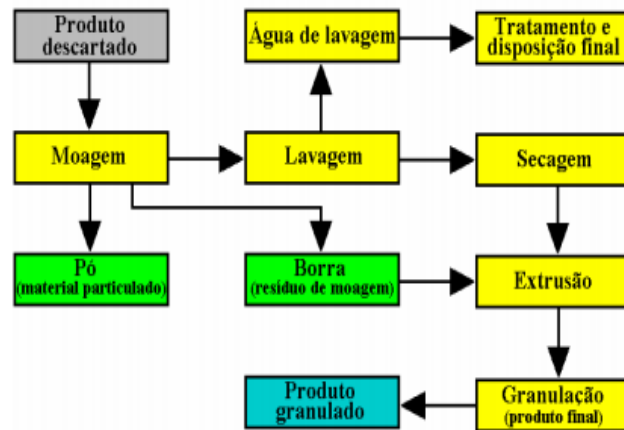 Produto
descartado
Água de lavagem
Tratamento e
disposição final
Moagem
Lavagem
Secagem
Pó
(material particulado)
Borra
(resíduo de moagem)
Extrusão
Produto
granulado
Granulação
(produto final)